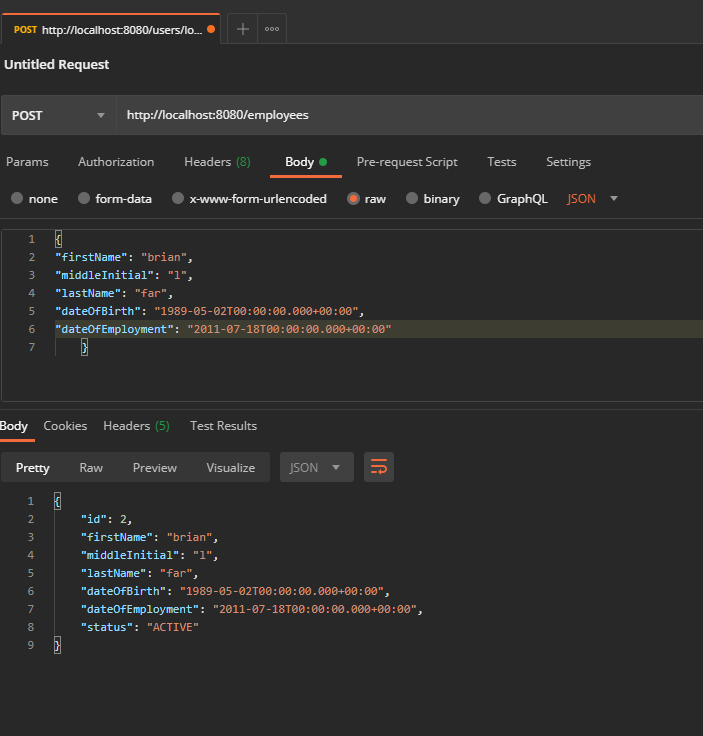 POST http://localhost:8080/users/lo...
Untitled Request
POST http://localhost:8080/employees
Params Authorization Headers (8) Body Pre-request Script Tests Settings
none form-data x-www-form-urlencoded raw binary GraphQL JSON
1 {
2 "firstName": "brian",
3 "middleInitial": "l",
4 "lastName": "far",
5 "dateOfBirth": "1989-05-02T00:00:00.000+00:00",
6 "dateOfEmployment": "2011-07-18T00:00:00.000+00:00"
7 }
Body Cookies Headers (5) Test Results
Pretty Raw Preview Visualize JSON
1 {
2 "id": 2,
3 "firstName": "brian",
4 "middleInitial": "l",
5 "lastName": "far",
6 "dateOfBirth": "1989-05-02T00:00:00.000+00:00",
7 "dateOfEmployment": "2011-07-18T00:00:00.000+00:00",
8 "status": "ACTIVE"
9 }